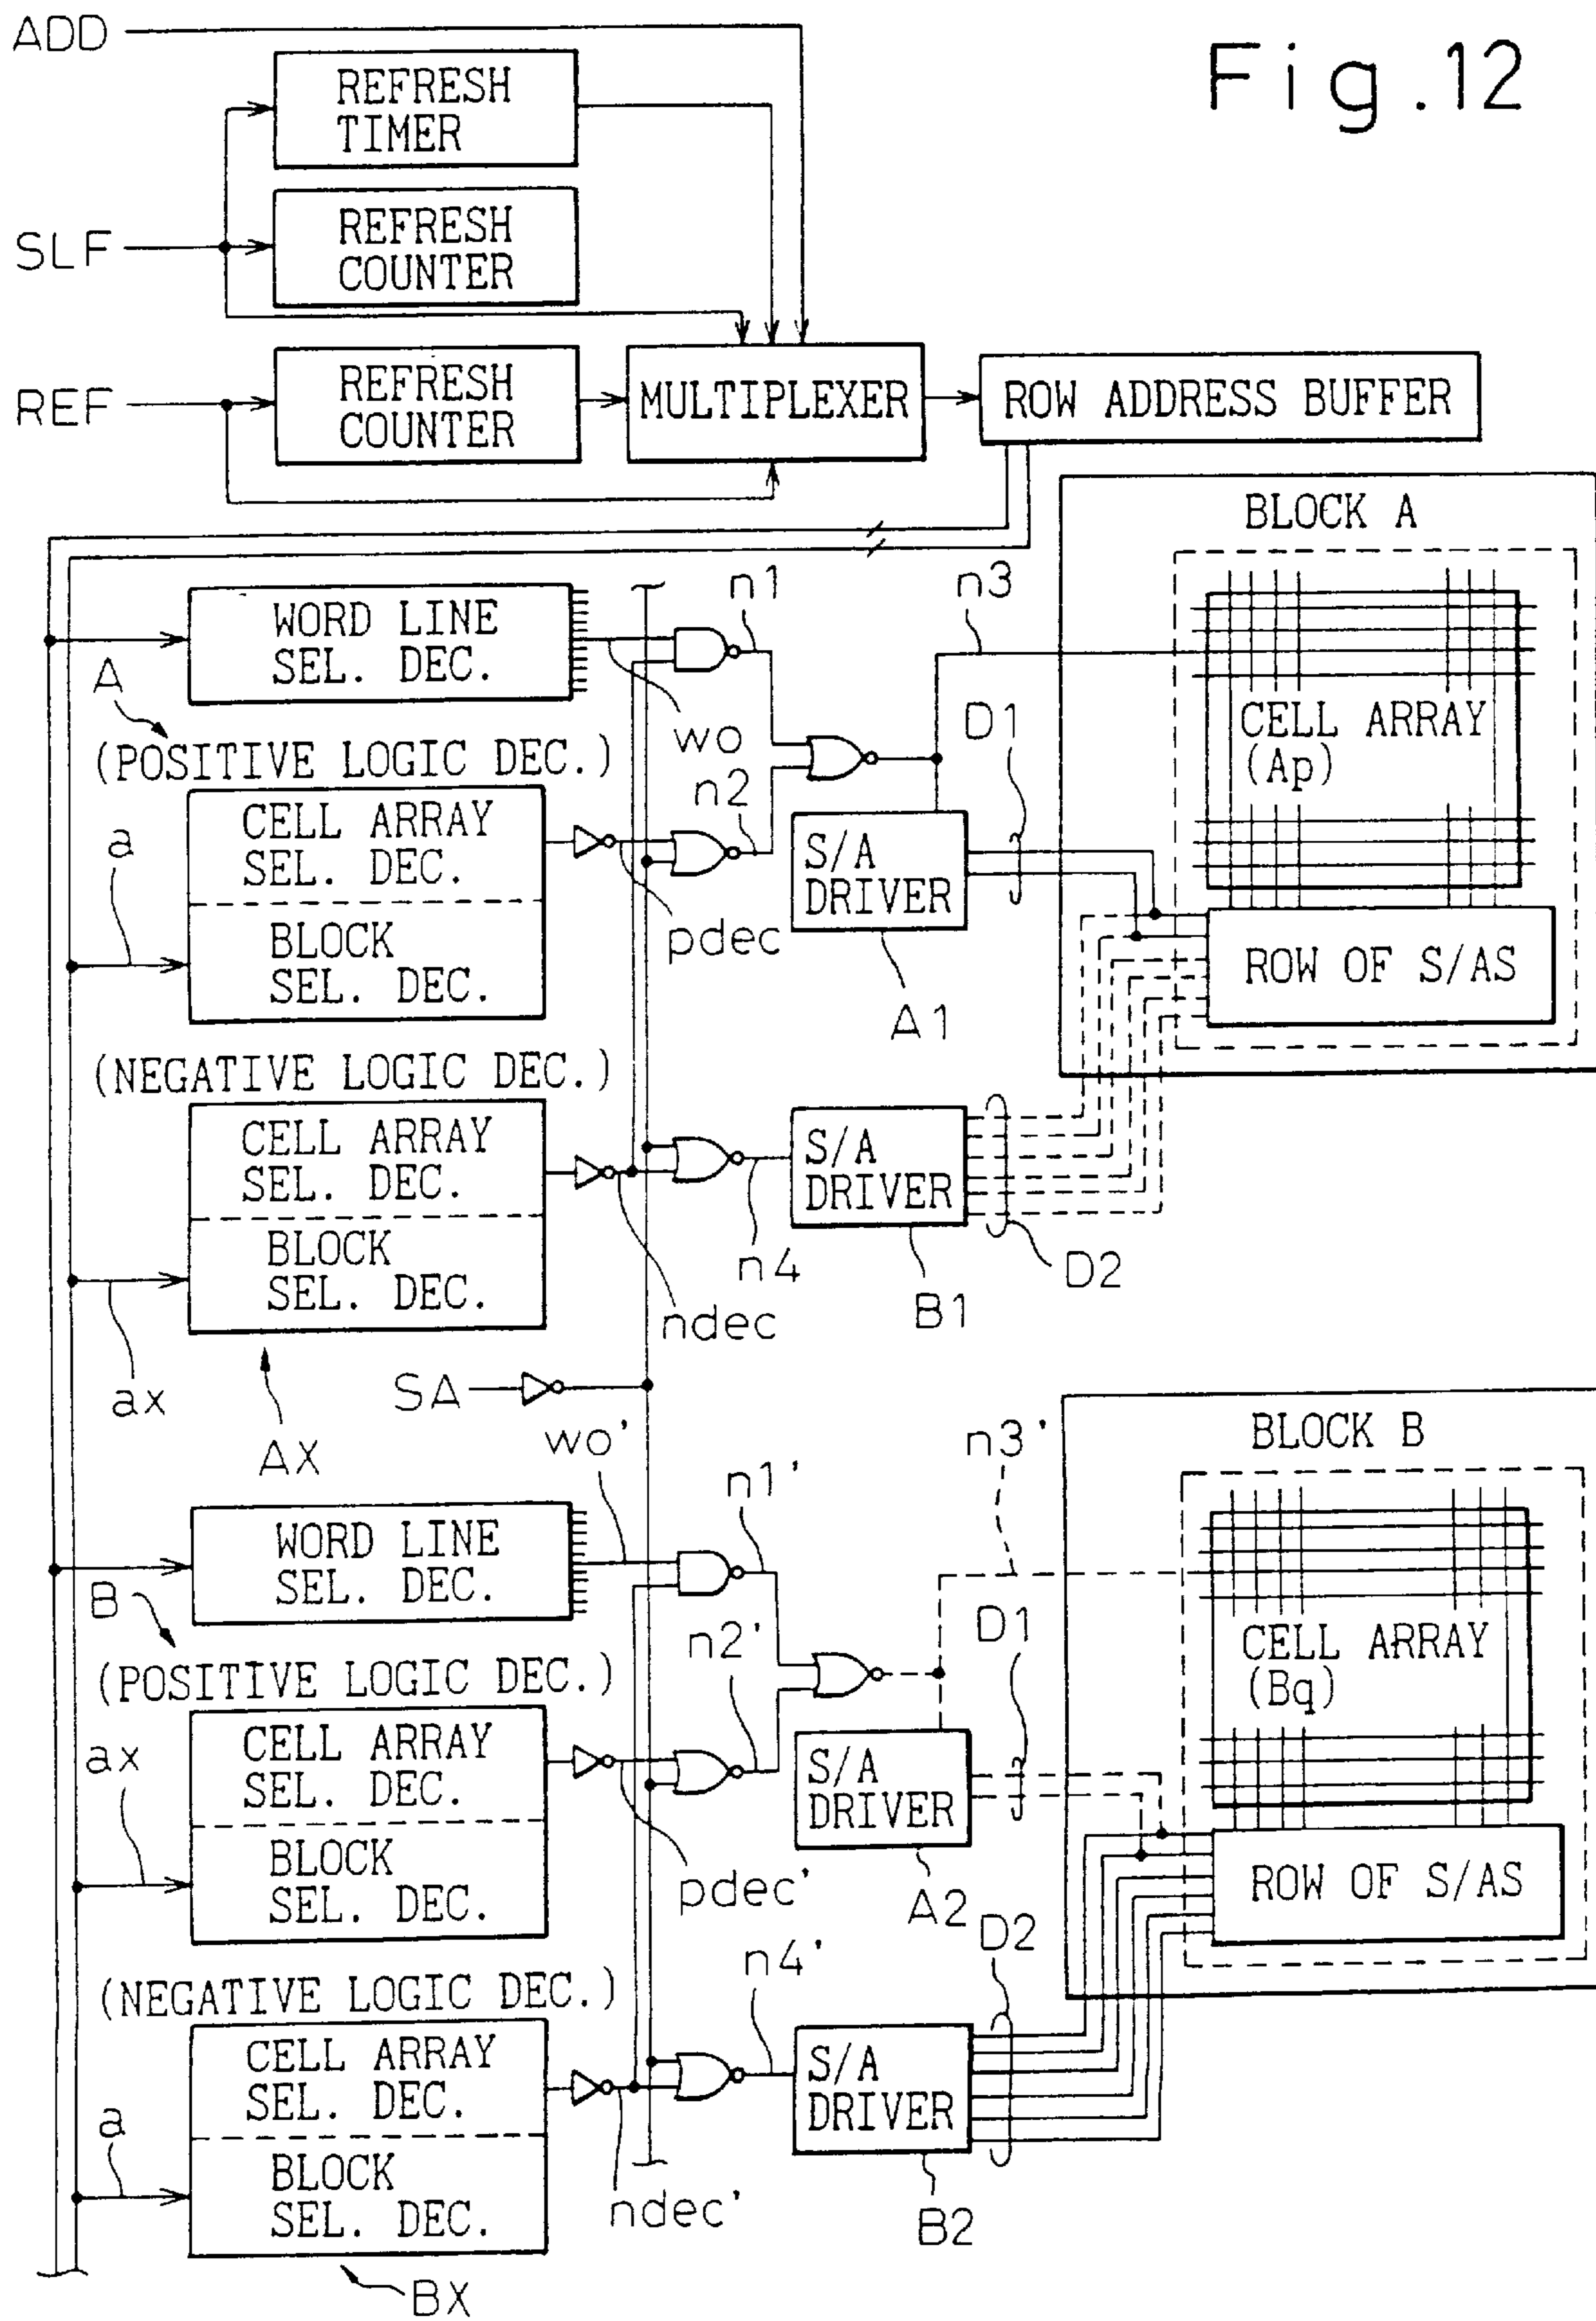 Fig.12
ADD
REFRESH
TIMER
SLF
REFRESH
COUNTER
REF
REFRESH
COUNTER
MULTIPLEXER
ROW ADDRESS BUFFER
BLOCK A
WORD LINE
SEL. DEC.
n1
n3
A
wo
D1
CELL ARRAY
(Ap)
(POSITIVE LOGIC DEC.)
n2
a
CELL ARRAY
SEL. DEC.
BLOCK
SEL. DEC.
S/A
DRIVER
pdec
ROW OF S/AS
A1
(NEGATIVE LOGIC DEC.)
CELL ARRAY
SEL. DEC.
BLOCK
SEL. DEC.
S/A
DRIVER
n4
D2
B1
ndec
ax
SA
AX
wo'
n3'
BLOCK B
n1'
WORD LINE
SEL. DEC.
B
n2'
D1
CELL ARRAY
(Bq)
(POSITIVE LOGIC DEC.)
ax
CELL ARRAY
SEL. DEC.
BLOCK
SEL. DEC.
S/A
DRIVER
pdec'
A2
ROW OF S/AS
D2
n4'
(NEGATIVE LOGIC DEC.)
CELL ARRAY
SEL. DEC.
BLOCK
SEL. DEC.
S/A
DRIVER
a
ndec'
B2
BX